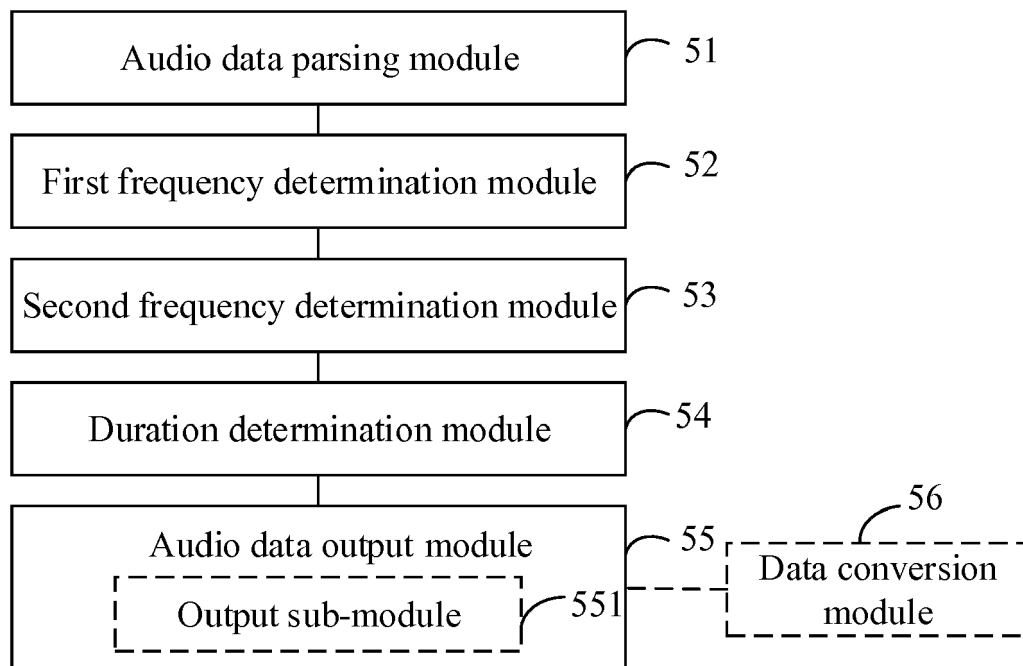 Audio data parsing module
51
First frequency determination module
52
Second frequency determination module
53
Duration determination module
54
Audio data output module
55
Output sub-module
551
56
Data conversion
module